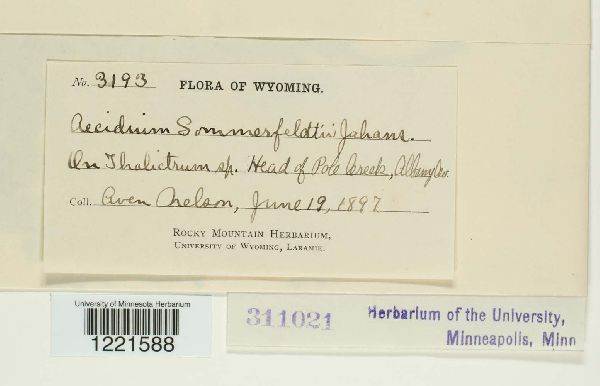 No. 3193 FLORA OF WYOMING.
Aecidium Sommerfeldtii Johans.
On Thalictrum sp. Head of Pole Creek, Albany Co.
Coll. Aven Nelson, June 19, 1897
ROCKY MOUNTAIN HERBARIUM,
UNIVERSITY OF WYOMING, LARAMIE.
University of Minnesota Herbarium
1221588
311021
Herbarium of the University,
Minneapolis, Minn